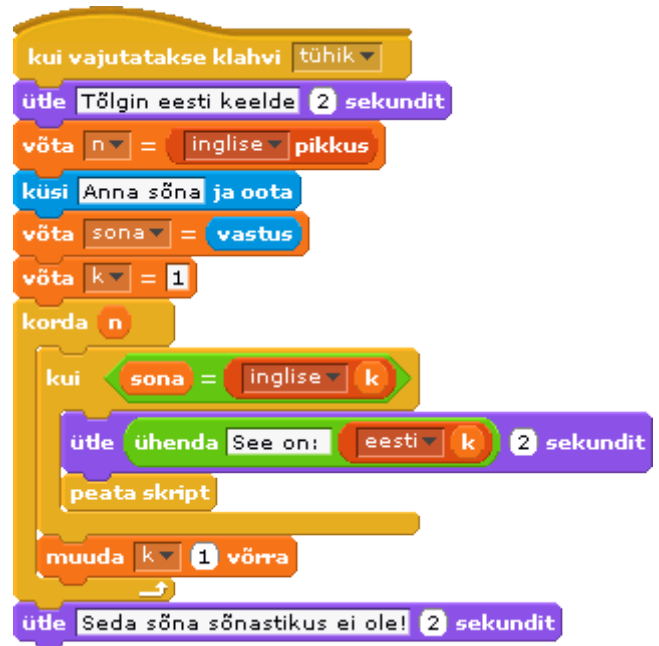 kui vajutatakse klahvi tühik
ütle Tõlgin eesti keelde 2 sekundit
võta n = inglise pikkus
küsi Anna sõna ja oota
võta sona = vastus
võta k = 1
korda n
kui sona = inglise k
ütle ühenda See on: eesti k 2 sekundit
peata skript
muuda k 1 võrra
ütle Seda sõna sõnastikus ei ole! 2 sekundit